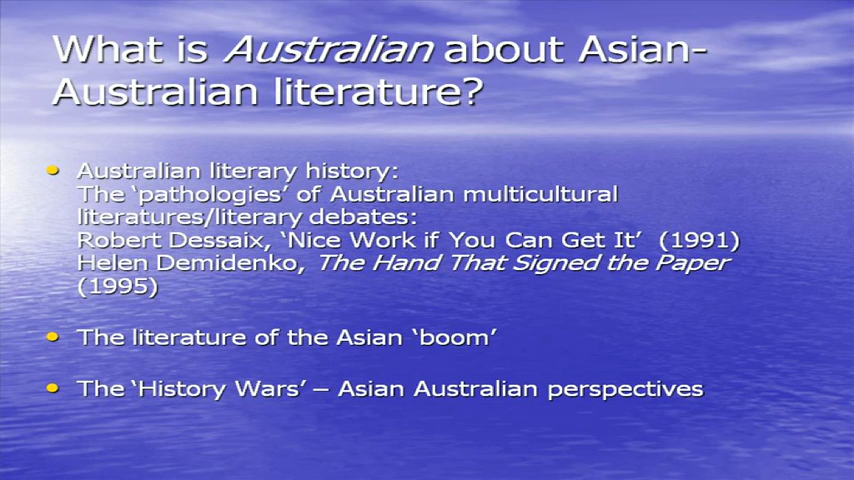 What is Australian about Asian-
Australian literature?
• Australian literary history:
The ‘pathologies’ of Australian multicultural
literatures/literary debates:
Robert Dessaix, ‘Nice Work if You Can Get It’ (1991)
Helen Demidenko, The Hand That Signed the Paper
(1995)
• The literature of the Asian ‘boom’
• The ‘History Wars’ – Asian Australian perspectives